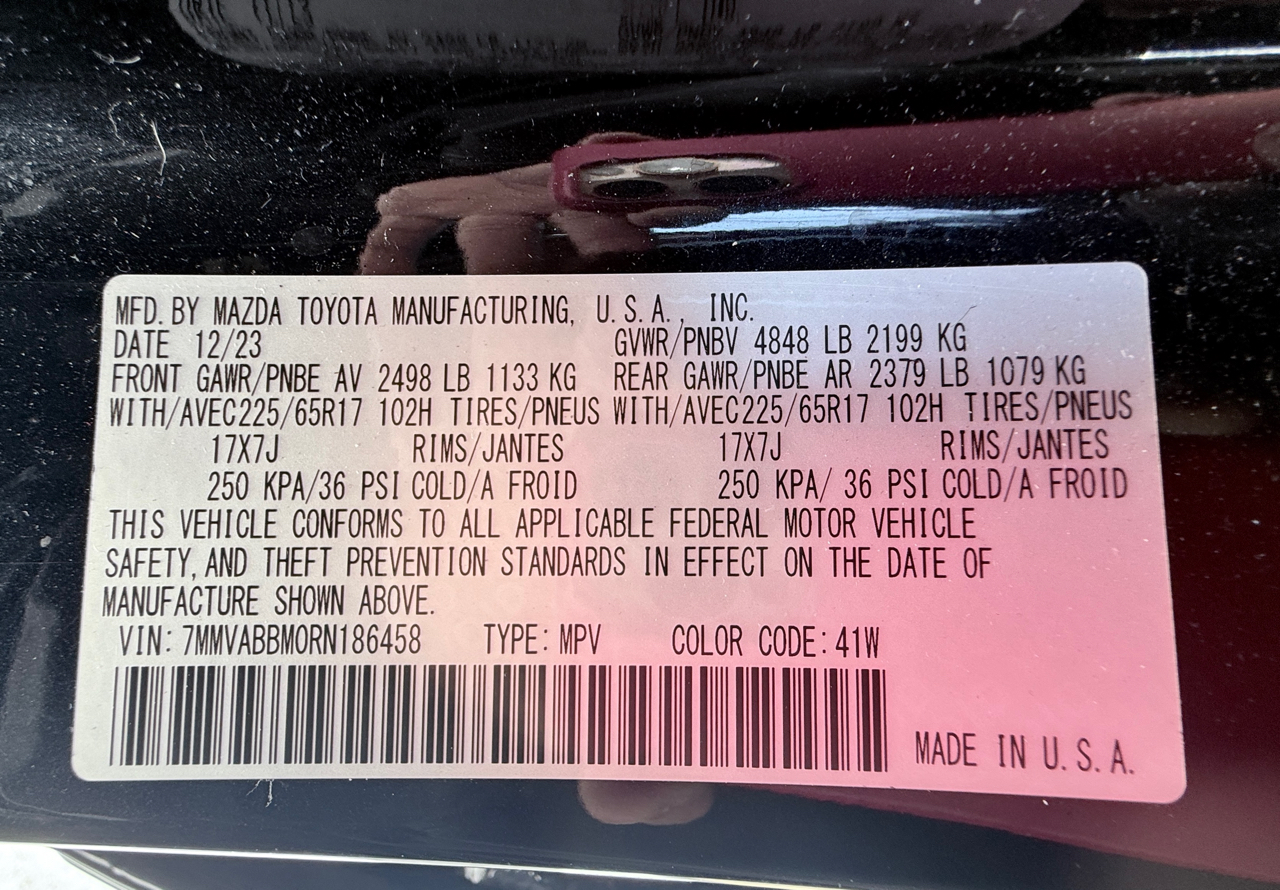 MFD. BY MAZDA TOYOTA MANUFACTURING, U.S.A., INC.
DATE 12/23 GVWR/PNBV 4848 LB 2199 KG
FRONT GAWR/PNBE AV 2498 LB 1133 KG REAR GAWR/PNBE AR 2379 LB 1079 KG
WITH/AVEC225/65R17 102H TIRES/PNEUS WITH/AVEC225/65R17 102H TIRES/PNEUS
17X7J RIMS/JANTES 17X7J RIMS/JANTES
250 KPA/36 PSI COLD/A FROID 250 KPA/ 36 PSI COLD/A FROID
THIS VEHICLE CONFORMS TO ALL APPLICABLE FEDERAL MOTOR VEHICLE
SAFETY, AND THEFT PREVENTION STANDARDS IN EFFECT ON THE DATE OF
MANUFACTURE SHOWN ABOVE.
VIN: 7MMVABBM0RN186458 TYPE: MPV COLOR CODE: 41W
MADE IN U.S.A.